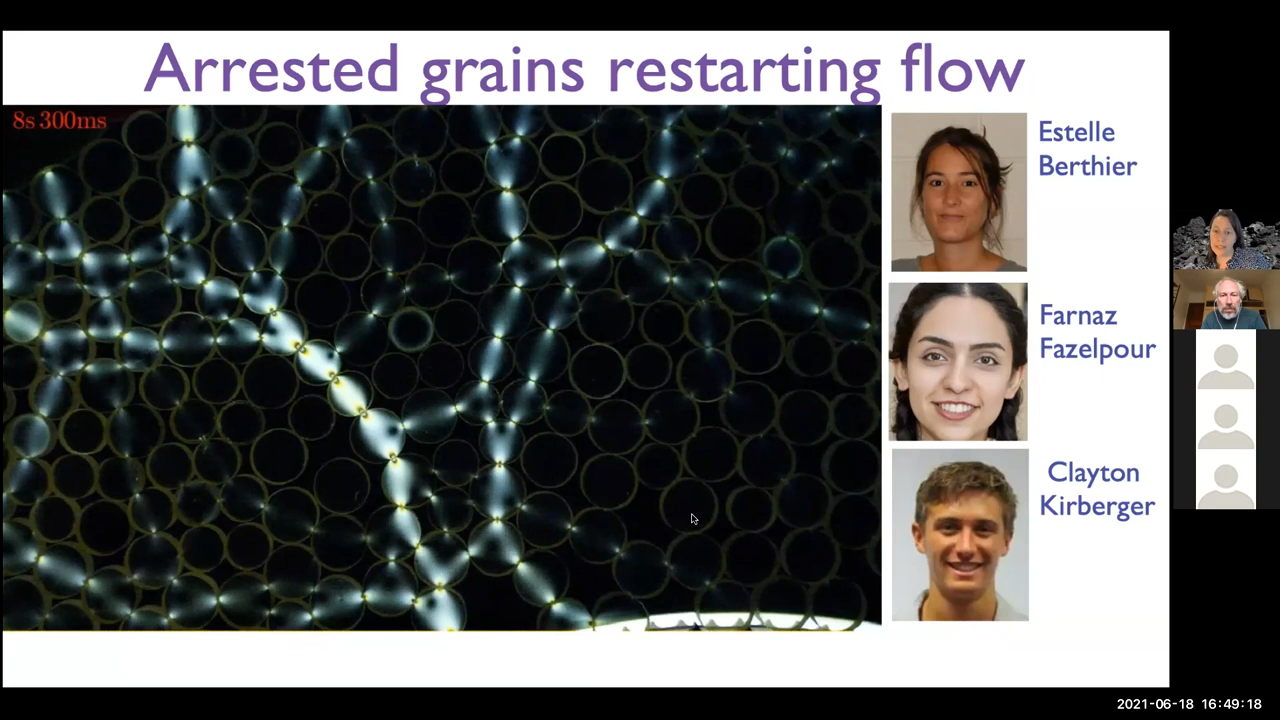 Arrested grains restarting flow
8s 300ms
Estelle
Berthier
Farnaz
Fazelpour
Clayton
Kirberger
2021-06-18 16:49:18